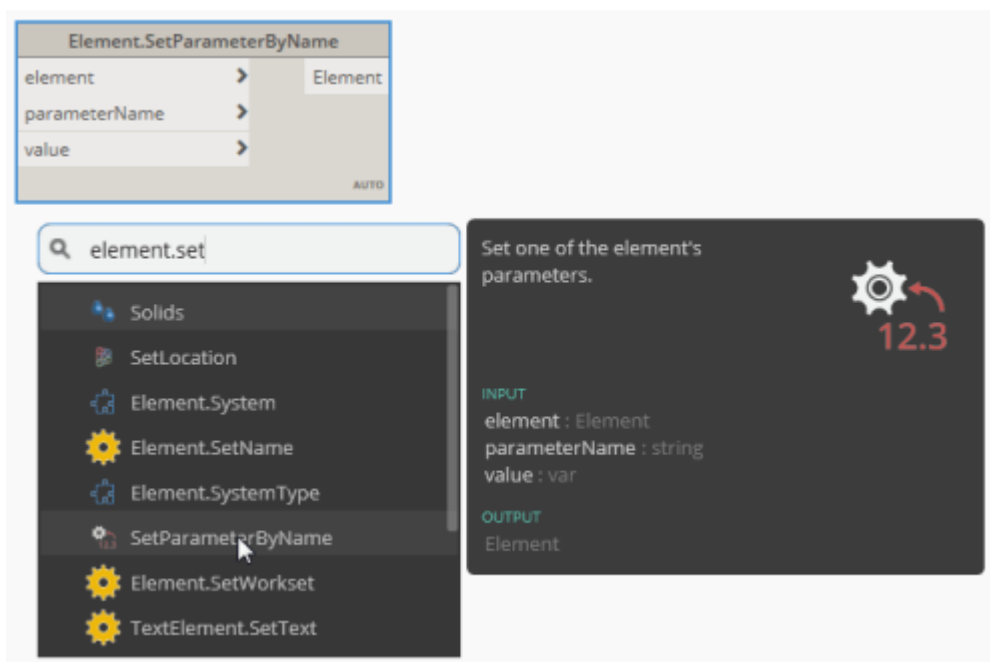 Element.SetParameterByName
element > Element
parameterName >
value >
AUTO
element.set
Solids
SetLocation
Element.System
Element.SetName
Element.SystemType
SetParameterByName
Element.SetWorkset
TextElement.SetText
Set one of the element's
parameters.
12.3
INPUT
element : Element
parameterName : string
value : var
OUTPUT
Element